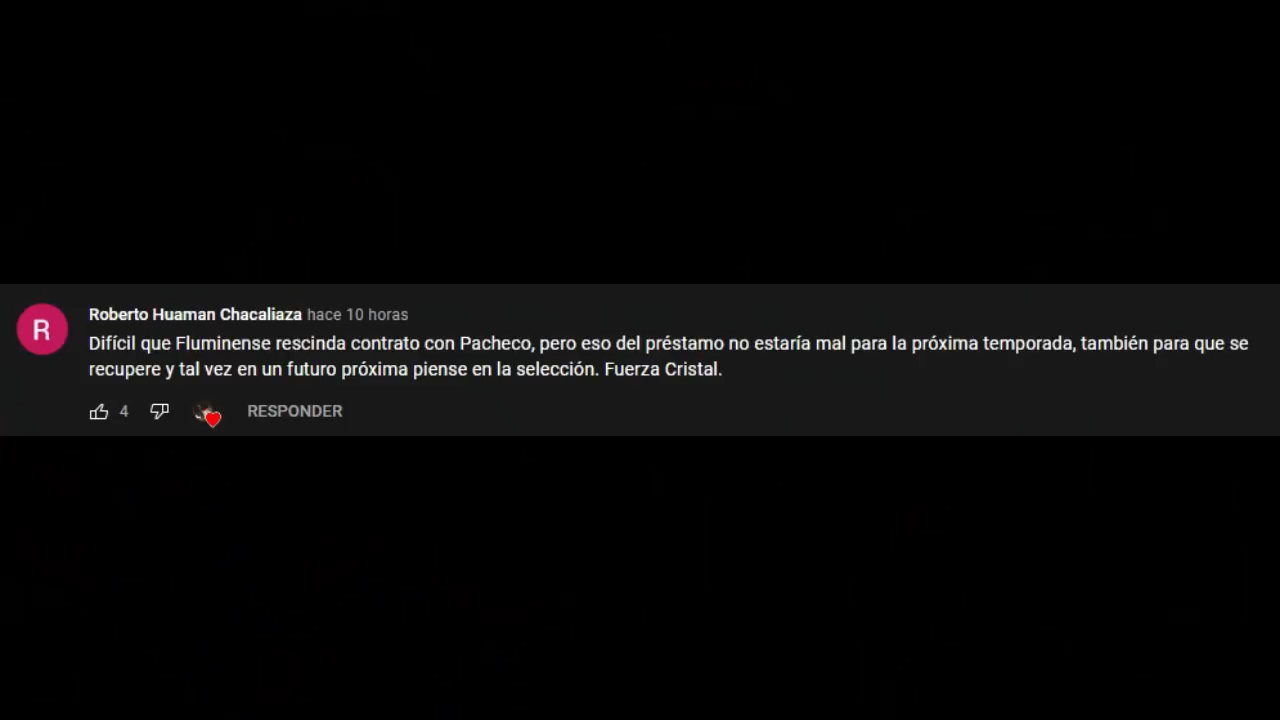 R
Roberto Huaman Chacaliaza hace 10 horas
Difícil que Fluminense rescinda contrato con Pacheco, pero eso del préstamo no estaría mal para la próxima temporada, también para que se
recupere y tal vez en un futuro próxima piense en la selección. Fuerza Cristal.
4 RESPONDER